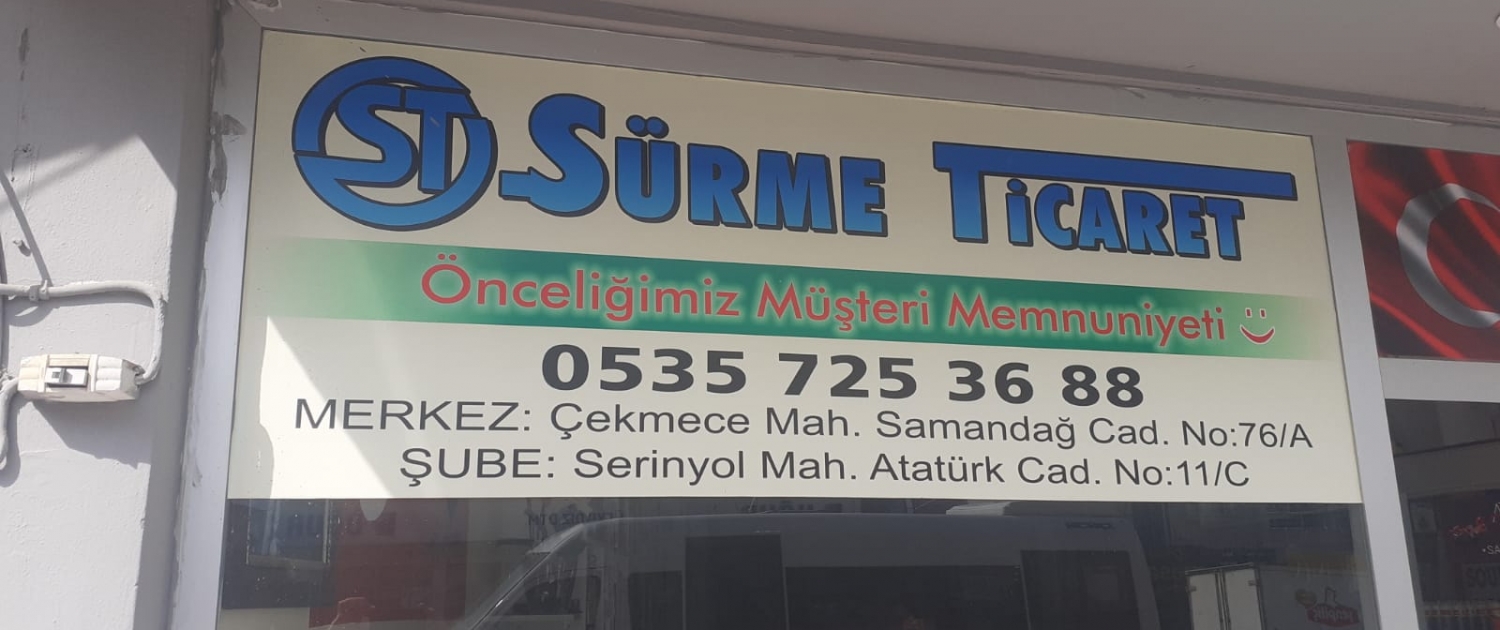 ST SÜRME TİCARET
Önceliğimiz Müşteri Memnuniyeti
0535 725 36 88
MERKEZ: Çekmece Mah. Samandağ Cad. No:76/A
ŞUBE: Serinyol Mah. Atatürk Cad. No:11/C